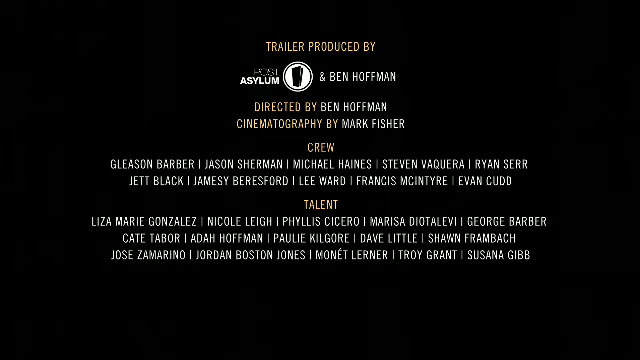 TRAILER PRODUCED BY
POST ASYLUM & BEN HOFFMAN
DIRECTED BY BEN HOFFMAN
CINEMATOGRAPHY BY MARK FISHER
CREW
GLEASON BARBER | JASON SHERMAN | MICHAEL HAINES | STEVEN VAQUERA | RYAN SERR
JETT BLACK | JAMESY BERESFORD | LEE WARD | FRANCIS MCINTYRE | EVAN CUDD
TALENT
LIZA MARIE GONZALEZ | NICOLE LEIGH | PHYLLIS CICERO | MARISA DIOTALEVI | GEORGE BARBER
CATE TABOR | ADAH HOFFMAN | PAULIE KILGORE | DAVE LITTLE | SHAWN FRAMBACH
JOSE ZAMARINO | JORDAN BOSTON JONES | MONÉT LERNER | TROY GRANT | SUSANA GIBB